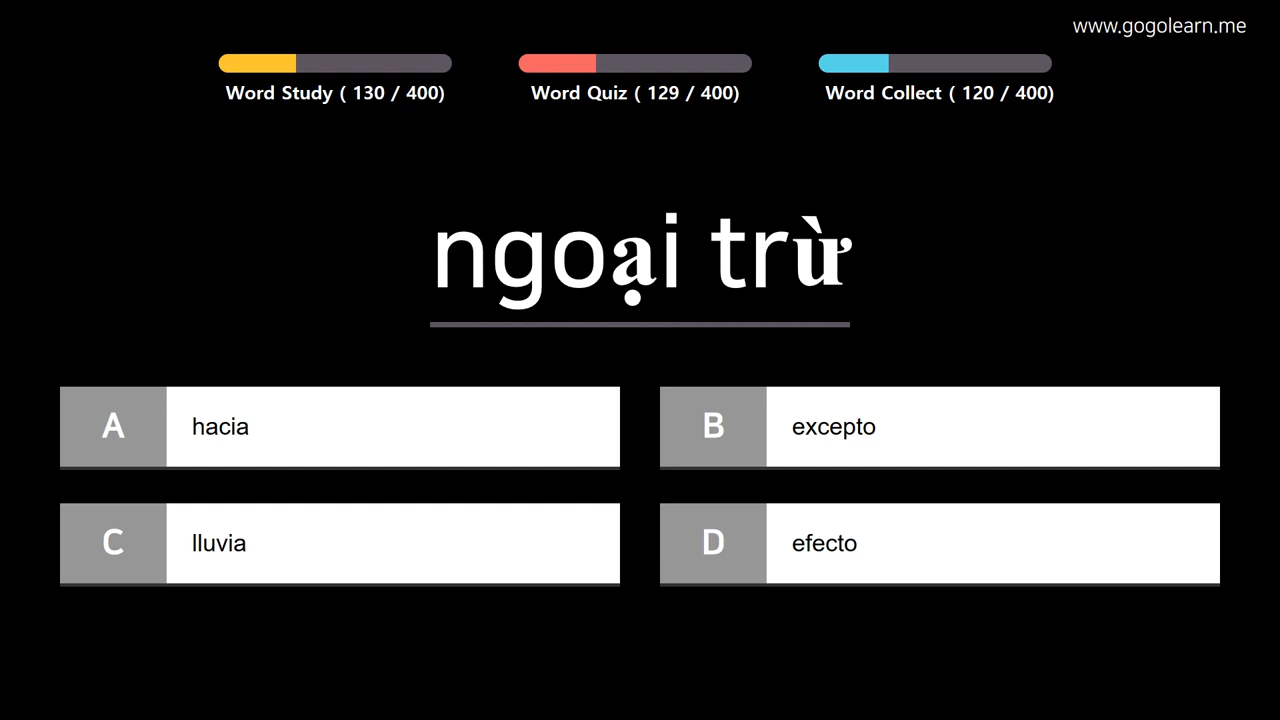 www.gogolearn.me
Word Study ( 130 / 400)
Word Quiz ( 129 / 400)
Word Collect ( 120 / 400)
ngoại trừ
A hacia
B excepto
C lluvia
D efecto